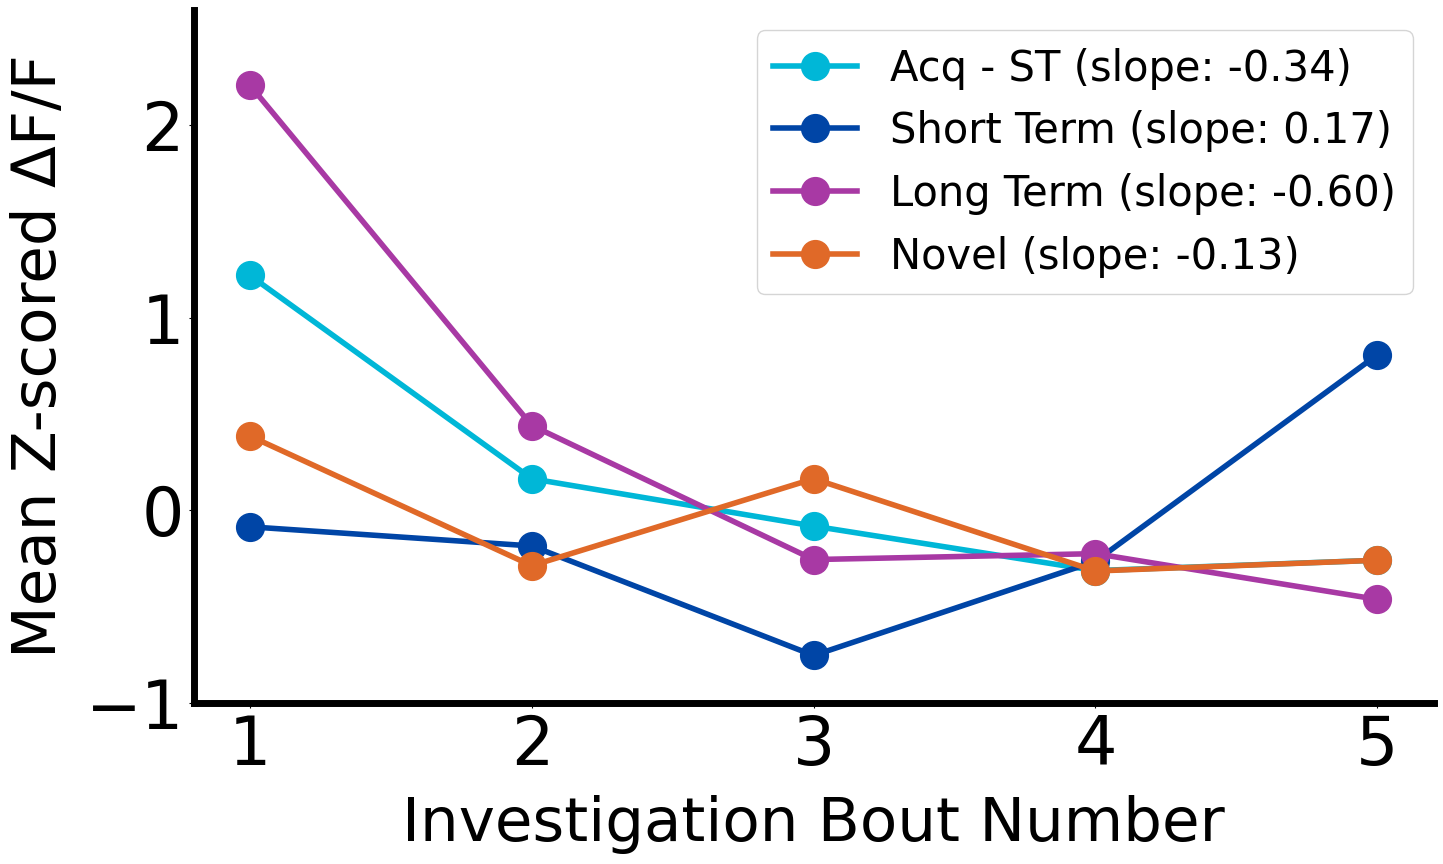 Mean Z-scored ΔF/F
2
1
0
−1
Acq - ST (slope: -0.34)
Short Term (slope: 0.17)
Long Term (slope: -0.60)
Novel (slope: -0.13)
1 2 3 4 5
Investigation Bout Number